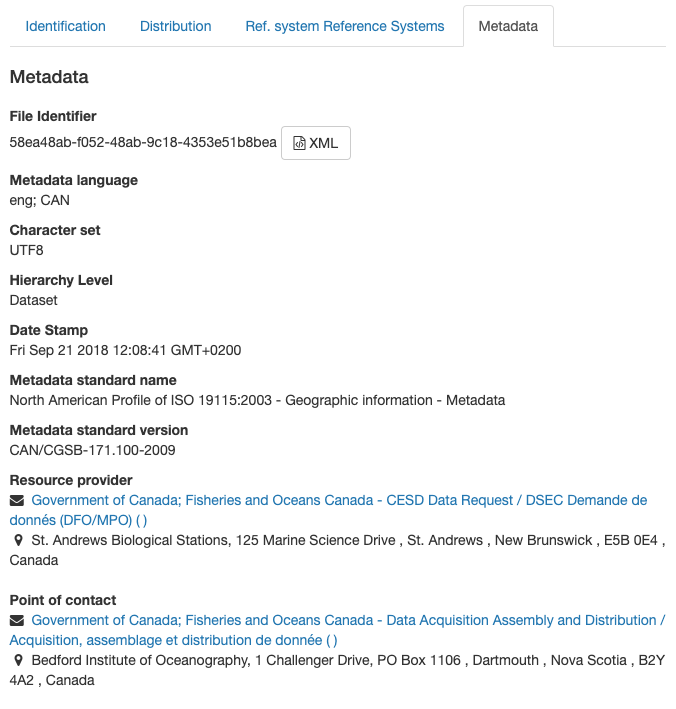 Identification Distribution Ref. system Reference Systems Metadata
Metadata
File Identifier
58ea48ab-f052-48ab-9c18-4353e51b8bea XML
Metadata language
eng; CAN
Character set
UTF8
Hierarchy Level
Dataset
Date Stamp
Fri Sep 21 2018 12:08:41 GMT+0200
Metadata standard name
North American Profile of ISO 19115:2003 - Geographic information - Metadata
Metadata standard version
CAN/CGSB-171.100-2009
Resource provider
Government of Canada; Fisheries and Oceans Canada - CESD Data Request / DSEC Demande de
donnés (DFO/MPO) ( )
St. Andrews Biological Stations, 125 Marine Science Drive , St. Andrews , New Brunswick , E5B 0E4 ,
Canada
Point of contact
Government of Canada; Fisheries and Oceans Canada - Data Acquisition Assembly and Distribution /
Acquisition, assemblage et distribution de donnée ( )
Bedford Institute of Oceanography, 1 Challenger Drive, PO Box 1106 , Dartmouth , Nova Scotia , B2Y
4A2 , Canada